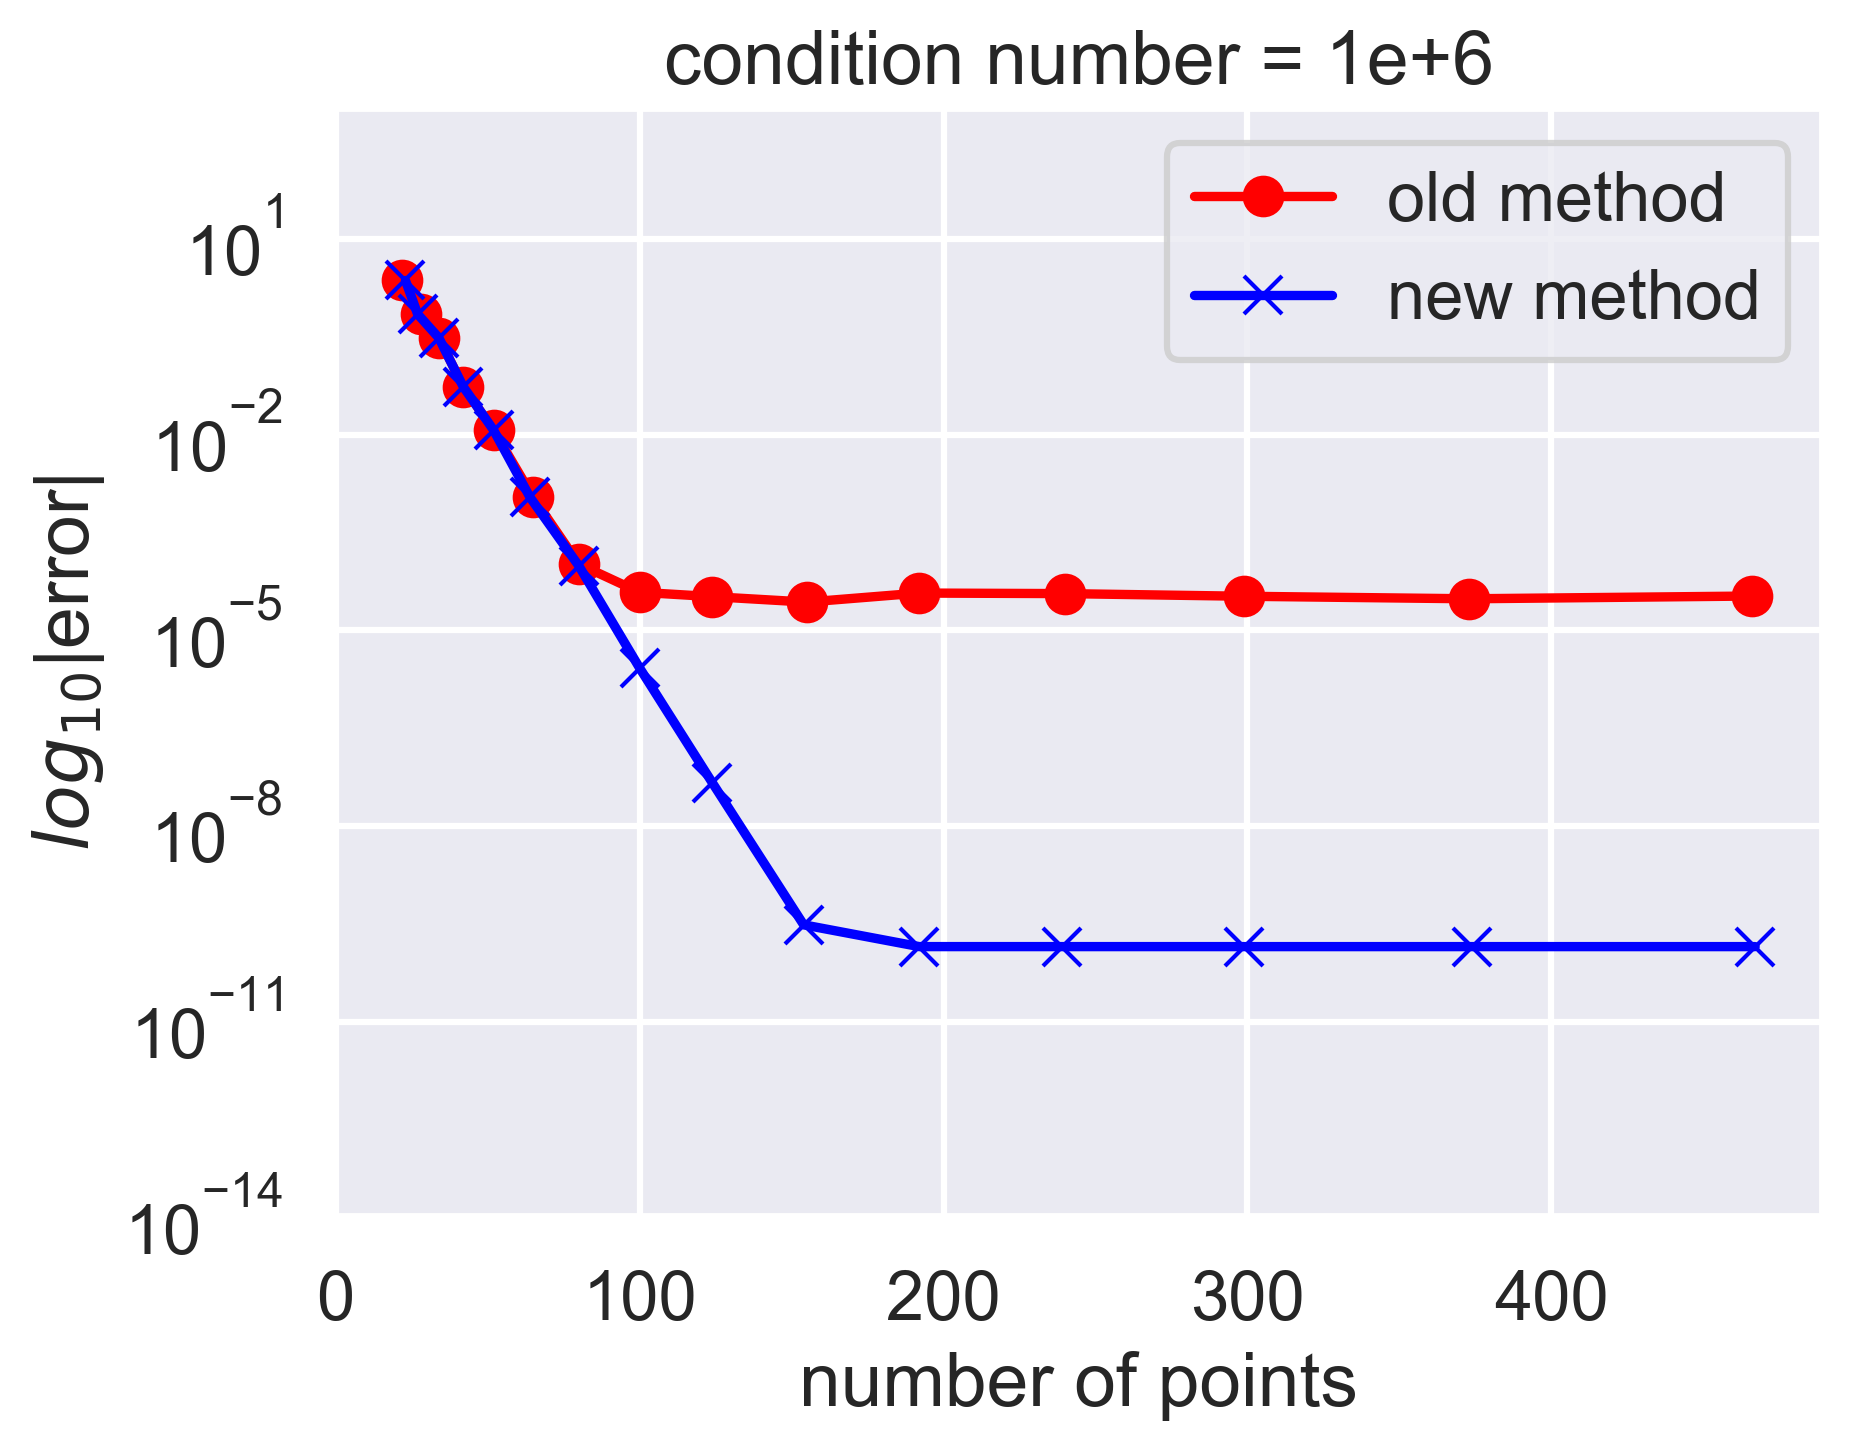 condition number = 1e+6
old method
new method
10^1
10^−2
10^−5
10^−8
10^−11
10^−14
log₁₀|error|
0 100 200 300 400
number of points